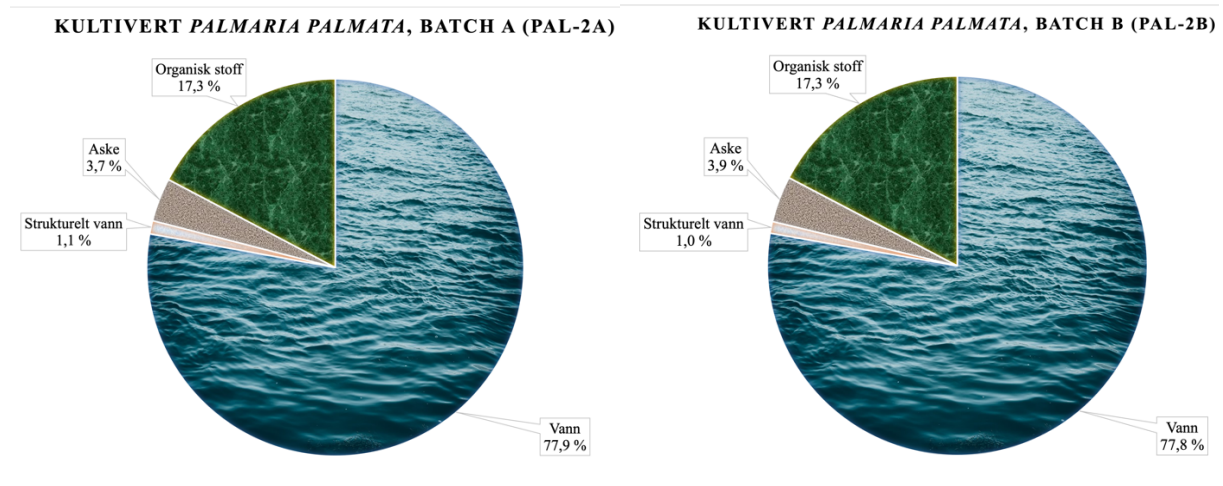 KULTIVERT PALMARIA PALMATA, BATCH A (PAL-2A)
Organisk stoff
17,3 %
Aske
3,7 %
Strukturelt vann
1,1 %
Vann
77,9 %
KULTIVERT PALMARIA PALMATA, BATCH B (PAL-2B)
Organisk stoff
17,3 %
Aske
3,9 %
Strukturelt vann
1,0 %
Vann
77,8 %